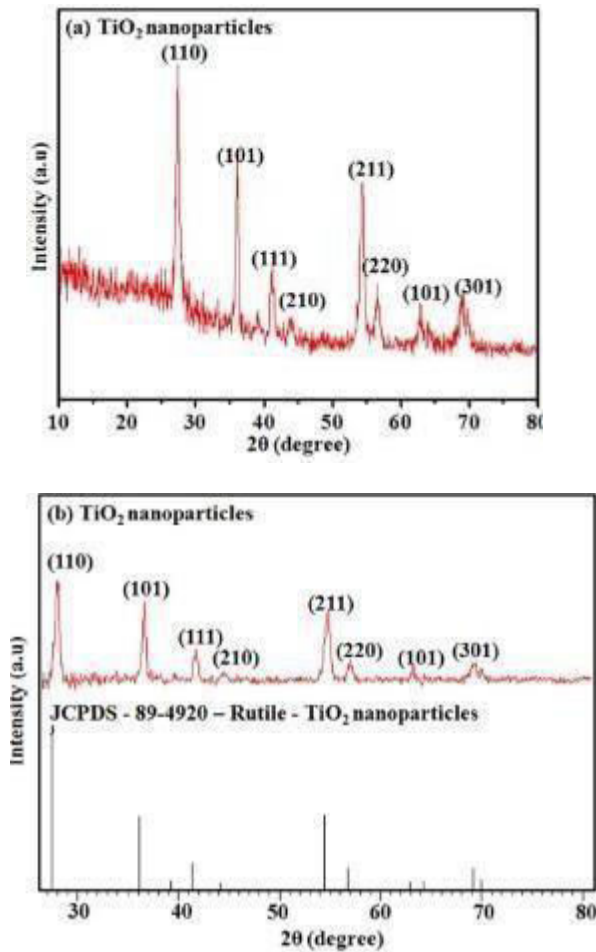 (a) TiO₂ nanoparticles
(110)
(101)
(211)
(111)
(220)
(210)
(101)
(301)
Intensity (a.u)
10 20 30 40 50 60 70 80
2θ (degree)
(b) TiO₂ nanoparticles
(110)
(101)
(211)
(111)
(220)
(301)
(210)
(101)
Intensity (a.u)
JCPDS - 89-4920 – Rutile - TiO₂ nanoparticles
30 40 50 60 70 80
2θ (degree)